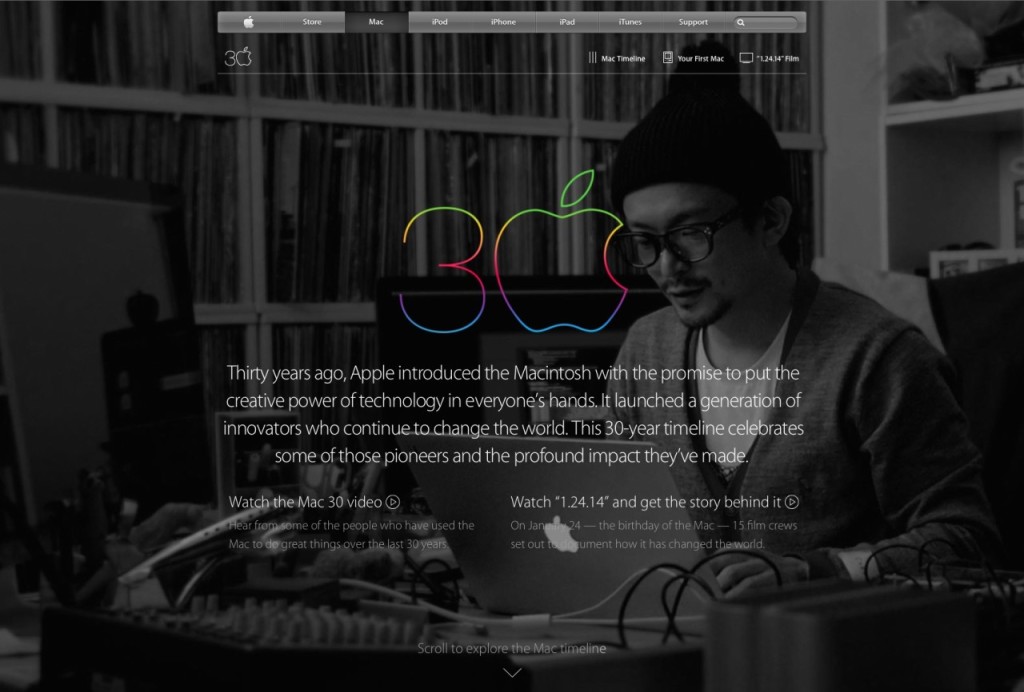 Store Mac iPod iPhone iPad iTunes Support
30 Mac Timeline Your First Mac "1.24.14" Film
30
Thirty years ago, Apple introduced the Macintosh with the promise to put the
creative power of technology in everyone's hands. It launched a generation of
innovators who continue to change the world. This 30-year timeline celebrates
some of those pioneers and the profound impact they've made.
Watch the Mac 30 video
Hear from some of the people who have used the
Mac to do great things over the last 30 years.
Watch "1.24.14" and get the story behind it
On January 24 — the birthday of the Mac — 15 film crews
set out to document how it has changed the world.
Scroll to explore the Mac timeline